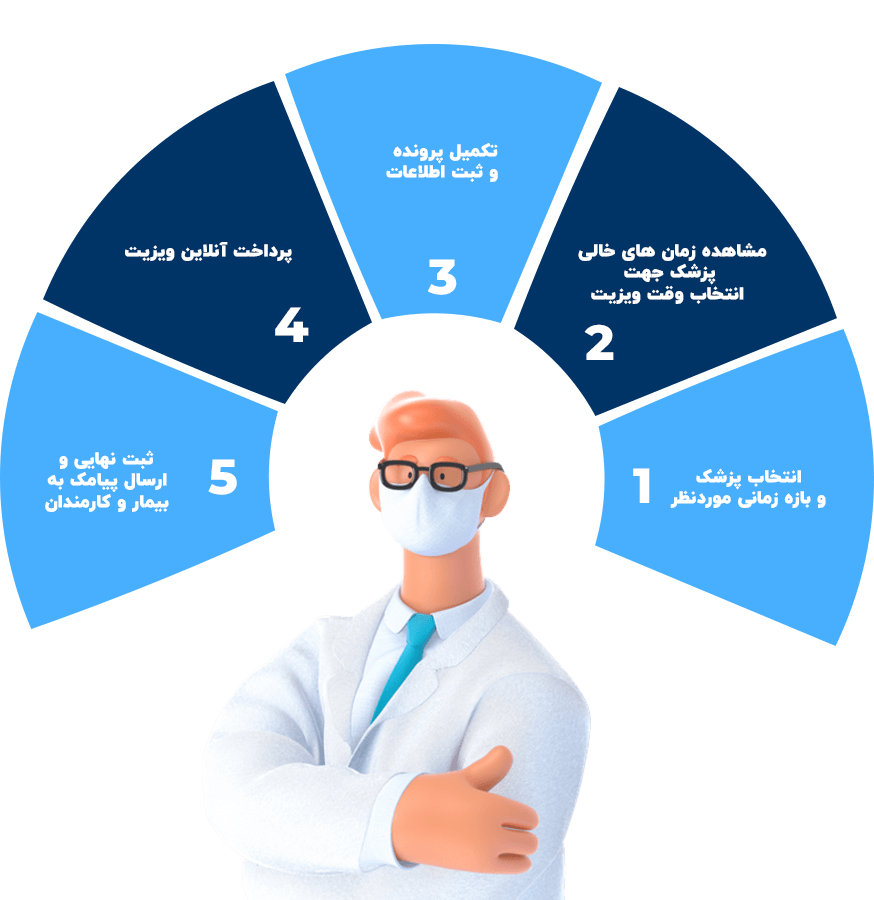 انتخاب پزشک
و بازه زمانی موردنظر
1
مشاهده زمان های خالی
پزشک جهت
انتخاب وقت ویزیت
2
تکمیل پرونده
و ثبت اطلاعات
3
پرداخت آنلاین ویزیت
4
ثبت نهایی و
ارسال پیامک به
بیمار و کارمندان
5